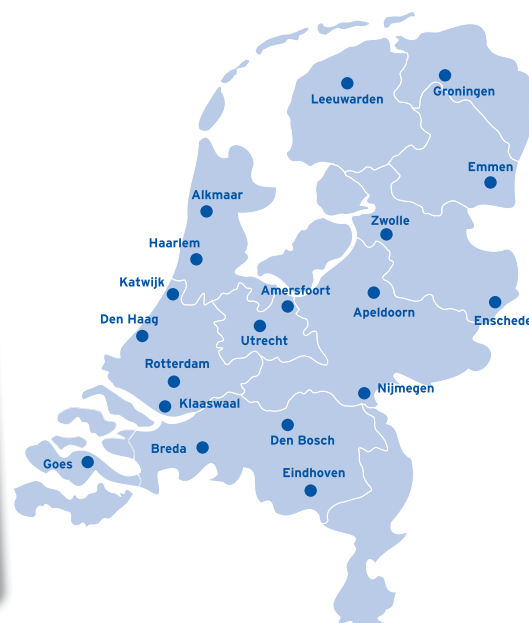 Leeuwarden
Groningen
Emmen
Alkmaar
Zwolle
Haarlem
Katwijk
Amersfoort
Apeldoorn
Den Haag
Enschede
Utrecht
Rotterdam
Nijmegen
Klaaswaal
Den Bosch
Breda
Goes
Eindhoven